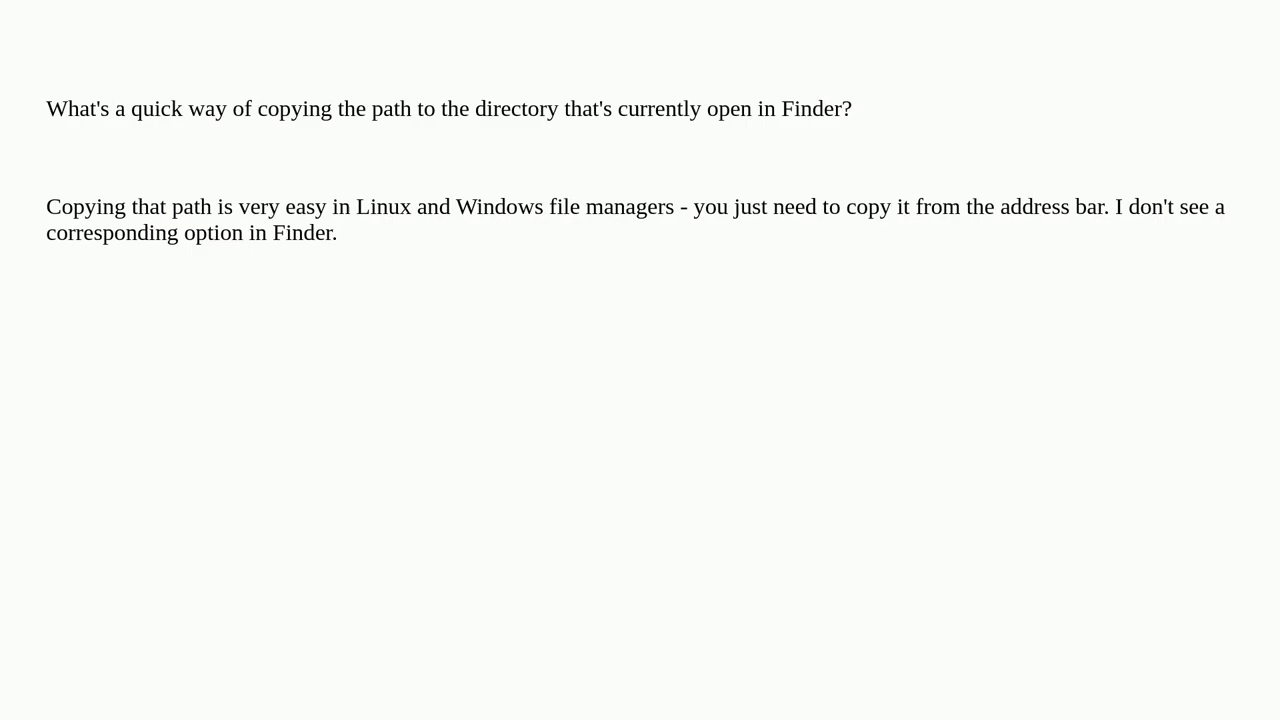 What's a quick way of copying the path to the directory that's currently open in Finder?
Copying that path is very easy in Linux and Windows file managers - you just need to copy it from the address bar. I don't see a
corresponding option in Finder.